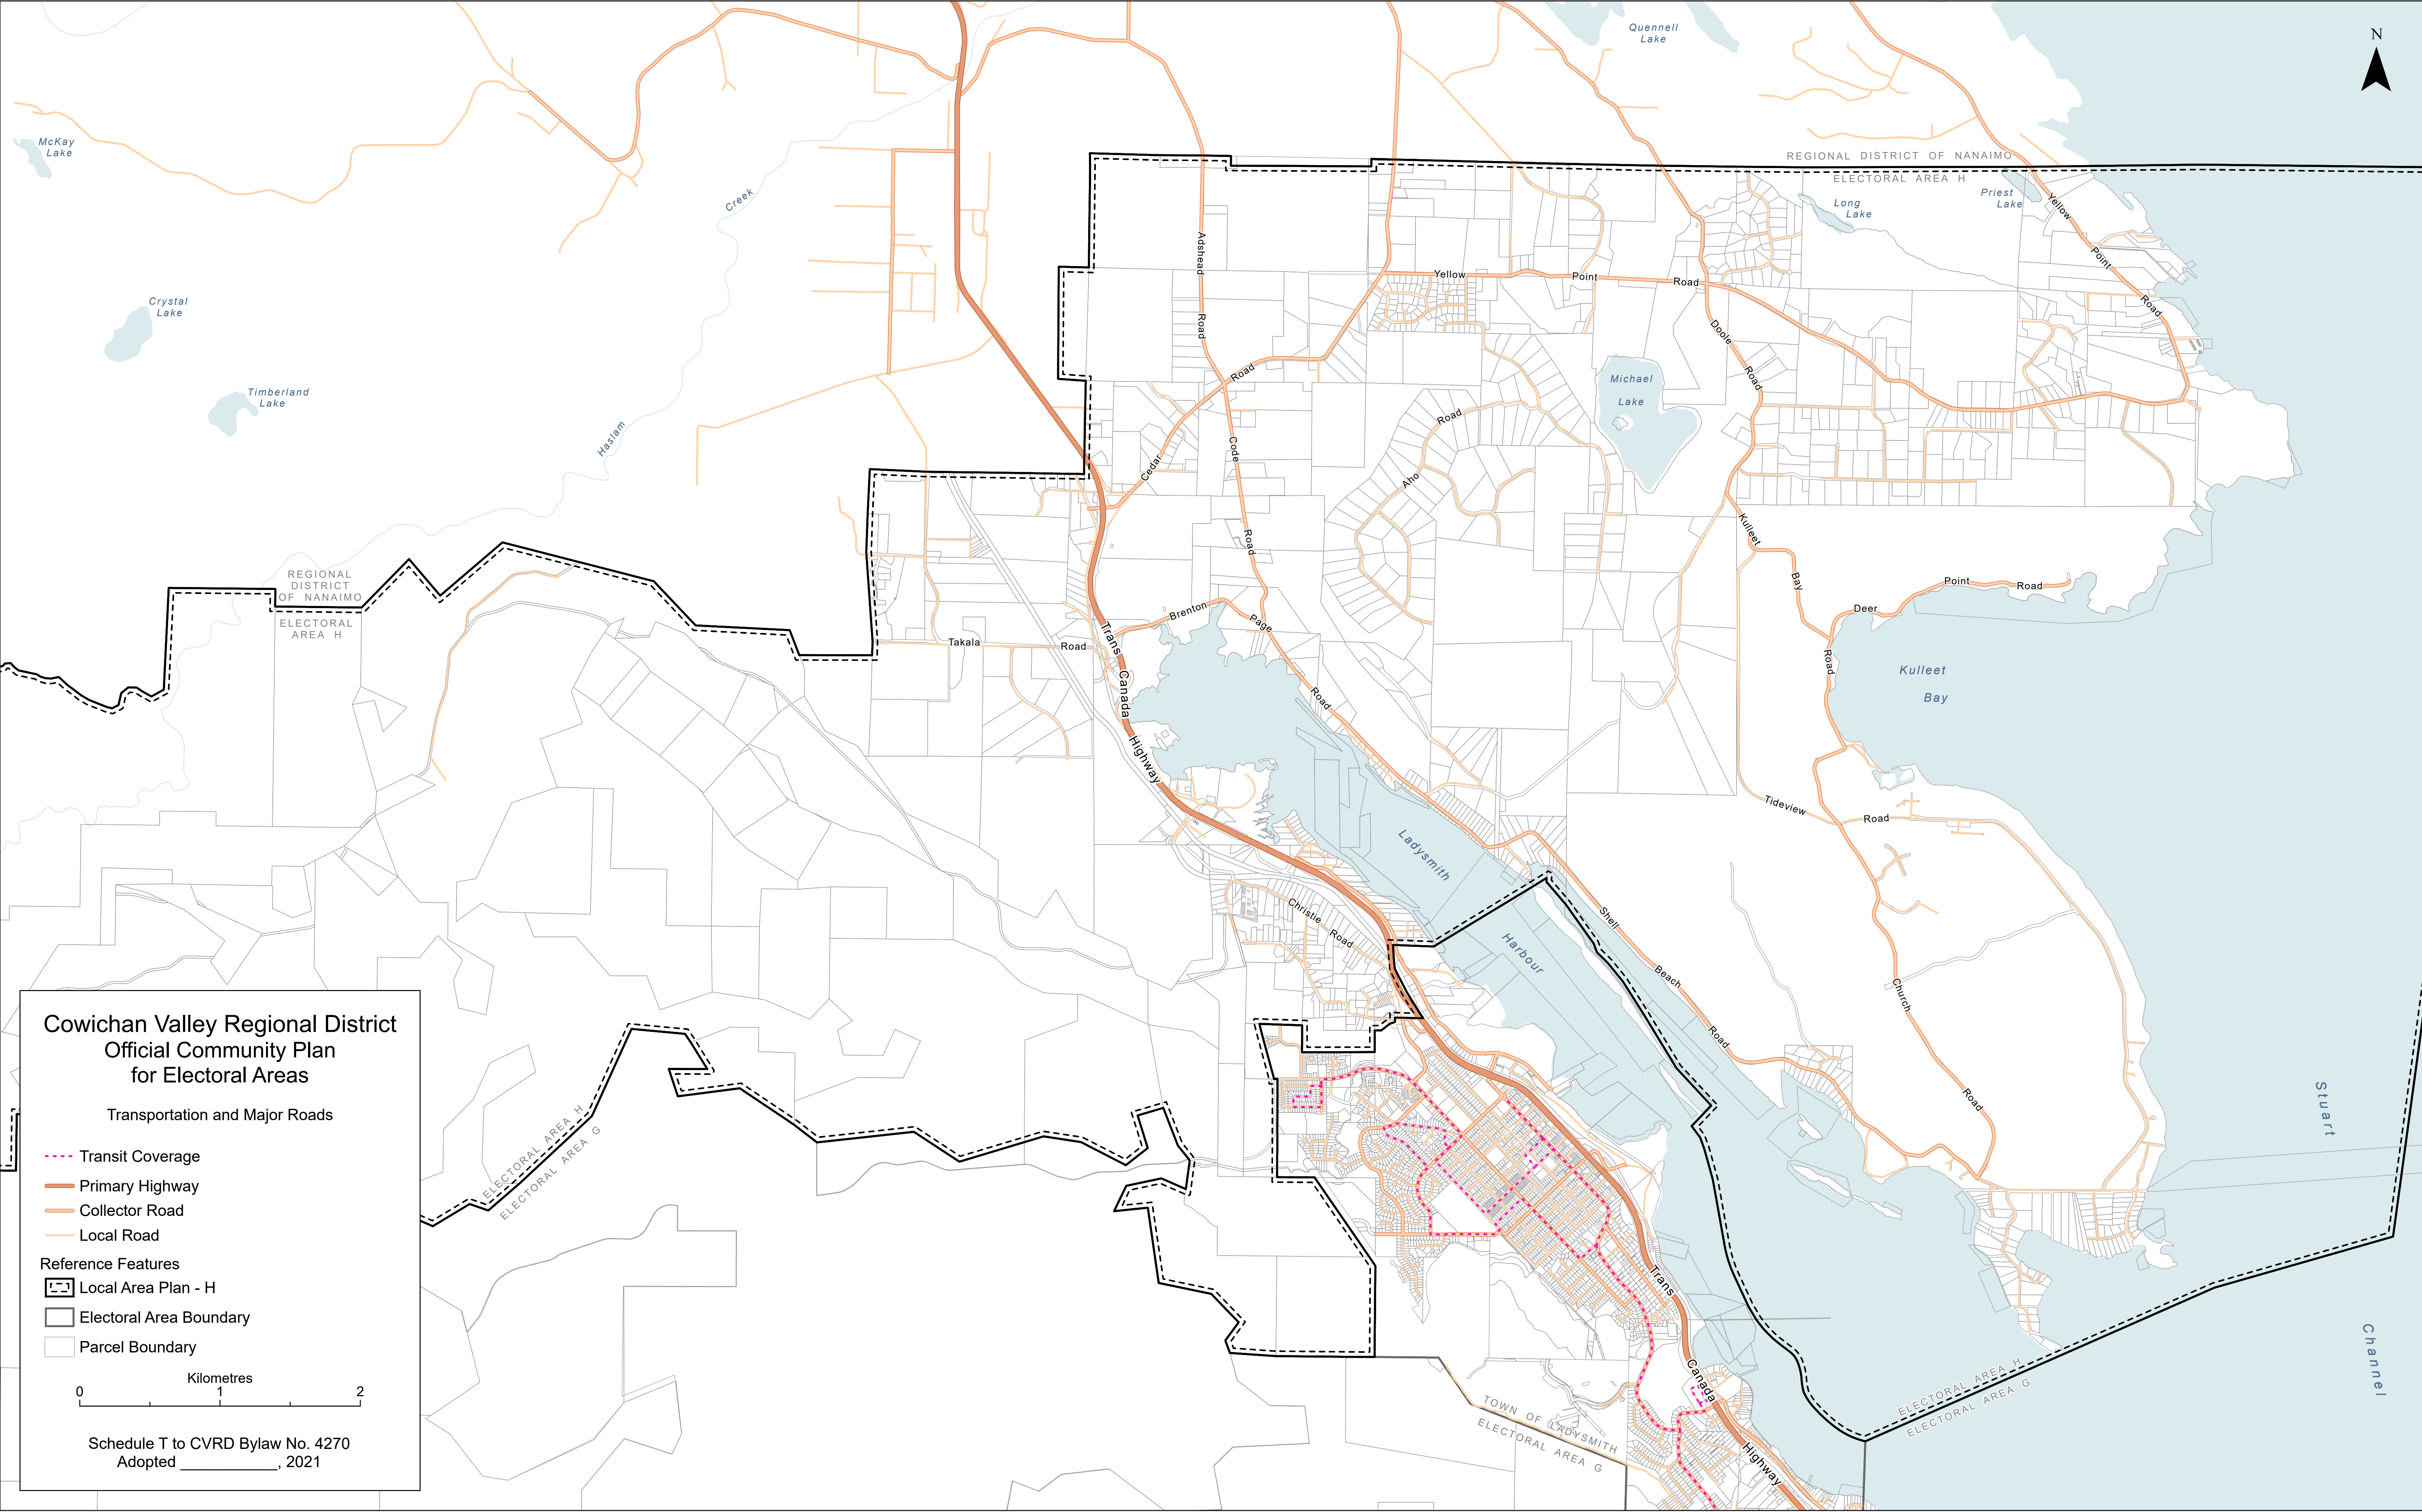 Quennell
Lake
N
McKay
Lake
REGIONAL DISTRICT OF NANAIMO
ELECTORAL AREA H
Priest
Lake
Long
Lake
Creek
Yellow
Point
Road
Adshead
Road
Yellow
Point
Road
Crystal
Lake
Doole
Road
Timberland
Lake
Michael
Lake
Road
Cedar
Haslam
Code
Road
Road
Aho
Kulleet
Bay
Road
REGIONAL
DISTRICT
OF NANAIMO
ELECTORAL
AREA H
Point
Road
Deer
Brenton
Page
Road
Takala
Road
Trans
Canada
Highway
Kulleet
Bay
Tideview
Road
Ladysmith
Harbour
Christie
Road
Shell
Beach
Road
Church
Road
Stuart
Channel
ELECTORAL AREA H
ELECTORAL AREA G
Trans
Canada
Highway
TOWN OF LADYSMITH
ELECTORAL AREA G
ELECTORAL AREA H
ELECTORAL AREA G
Cowichan Valley Regional District
Official Community Plan
for Electoral Areas
Transportation and Major Roads
Transit Coverage
Primary Highway
Collector Road
Local Road
Reference Features
Local Area Plan - H
Electoral Area Boundary
Parcel Boundary
Kilometres
0 1 2
Schedule T to CVRD Bylaw No. 4270
Adopted ____________, 2021